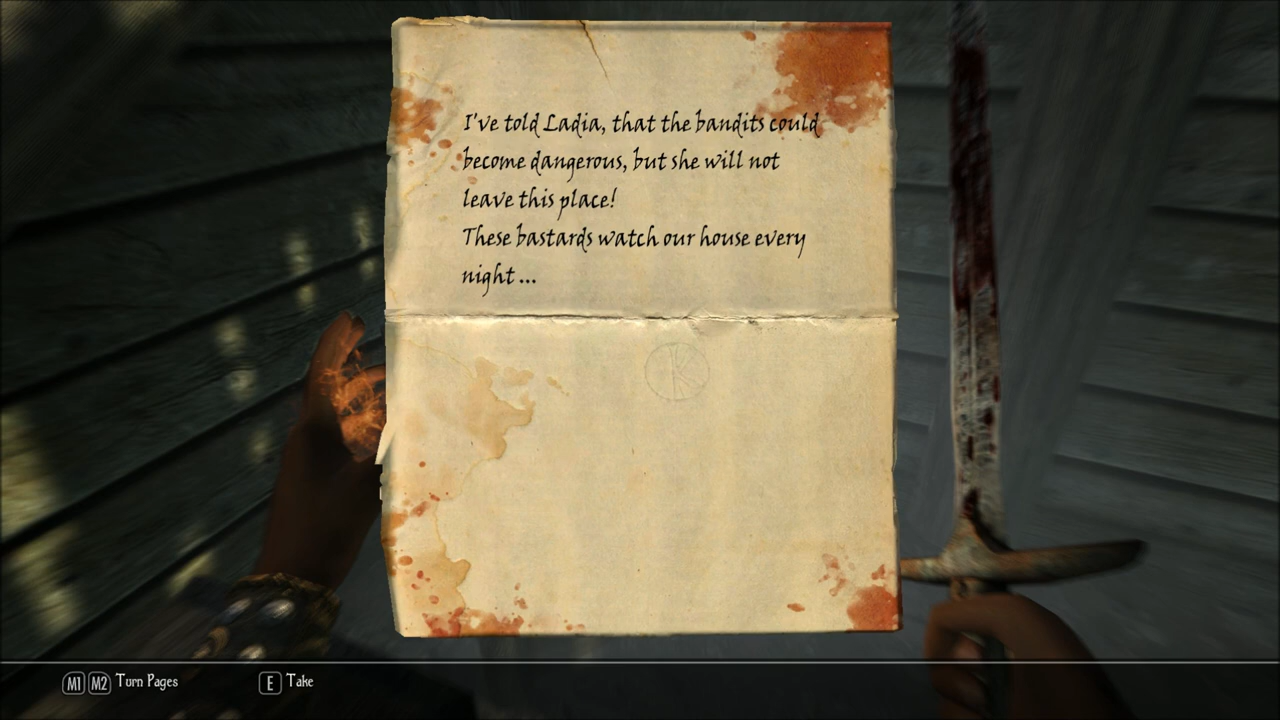 I've told Ladia, that the bandits could
become dangerous, but she will not
leave this place!
These bastards watch our house every
night ...
K
M1 M2 Turn Pages E Take